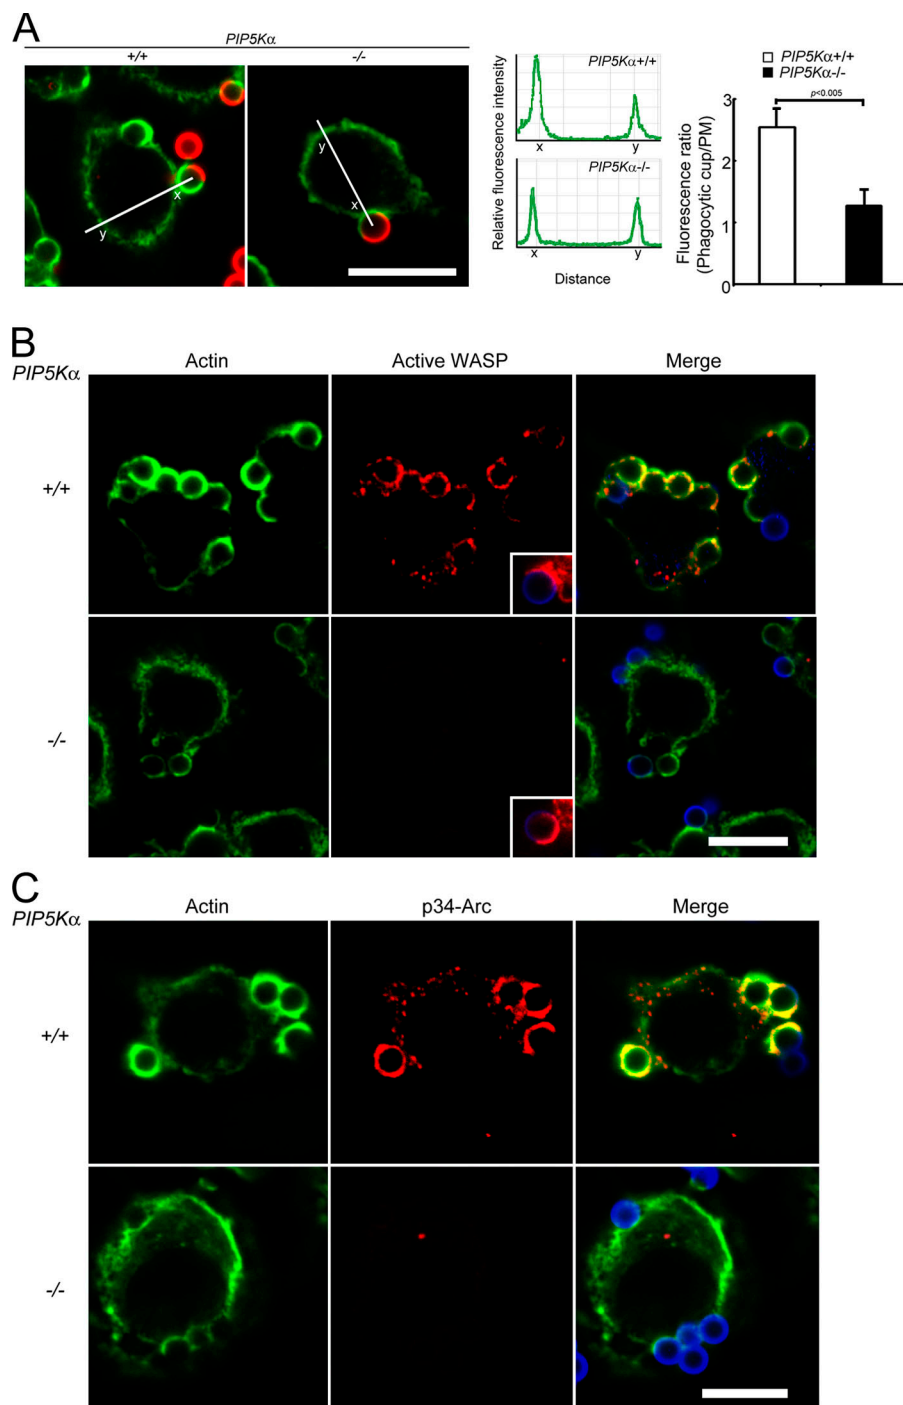 A
PIP5Kα
+/+
-/-
x
y
y
x
Relative fluorescence intensity
PIP5Kα+/+
x
y
PIP5Kα-/-
x
y
Distance
PIP5Kα+/+
PIP5Kα-/-
p<0.005
Fluorescence ratio
(Phagocytic cup/PM)
3
2
1
0
B
PIP5Kα
Actin
Active WASP
Merge
+/+
-/-
C
PIP5Kα
Actin
p34-Arc
Merge
+/+
-/-